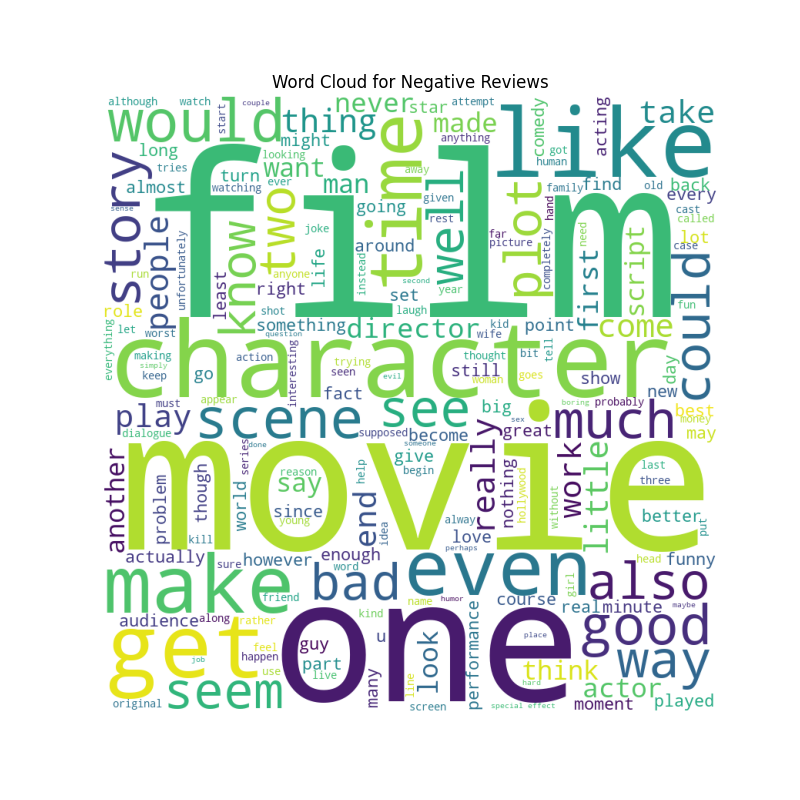 Word Cloud for Negative Reviews
although watch couple start never star attempt comedy acting take
would thing made anything like
long might looking want got human
tries turn man away
almost watching ever two going time well given plot family find old back every
sense story people unfortunately know joke life instead around rest hand cast called
least far picture completely need first script lot case could
run anyone right set second year
role shot something director laugh kid point come fun
film
everything let worst question wife tell
character
making simply keep go action interesting seen trying thought bit still woman goes show new day
fact evil
must appear boring probably best money
play scene see big sex great much may
dialogue supposed become someone
movie
another problem though world series done reason say help give begin really nothing hollywood without work little last three better put
since young end idea alway love
kill perhaps
actually sure however enough word even head funny
make friend bad girl also
kind name humor course real minute maybe
audience along rather u performance place good
get feel guy one
happen part look line think way
job use live many hard actor
seem moment played
original screen special effect